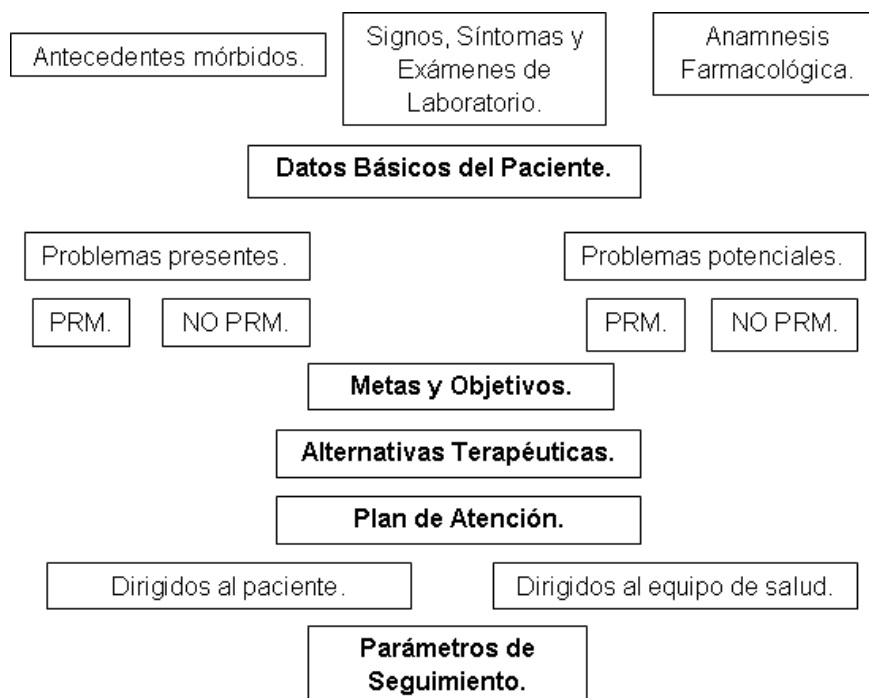 Antecedentes mórbidos.
Signos, Síntomas y
Exámenes de
Laboratorio.
Anamnesis
Farmacológica.
Datos Básicos del Paciente.
Problemas presentes.
Problemas potenciales.
PRM.
NO PRM.
PRM.
NO PRM.
Metas y Objetivos.
Alternativas Terapéuticas.
Plan de Atención.
Dirigidos al paciente.
Dirigidos al equipo de salud.
Parámetros de
Seguimiento.